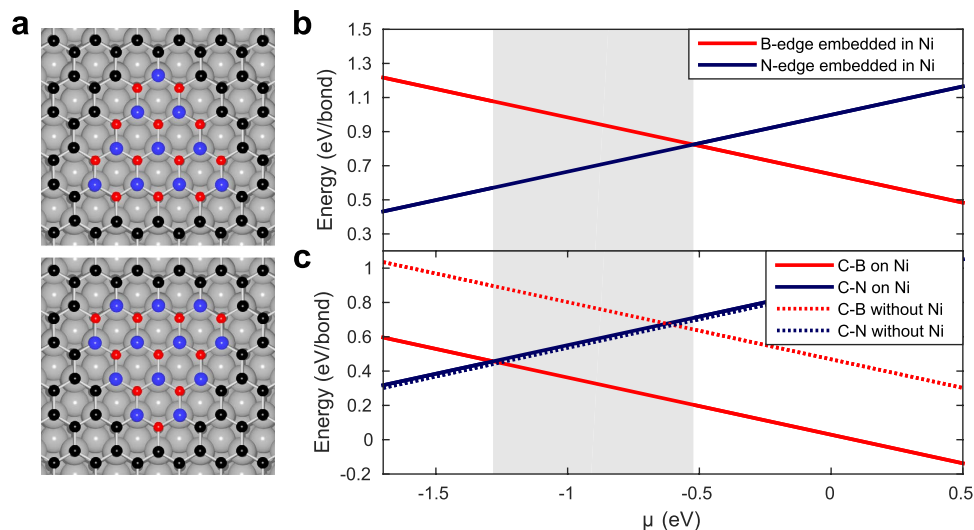 a
b
1.5
1.3
1.1
0.9
0.7
0.5
0.3
Energy (eV/bond)
B-edge embedded in Ni
N-edge embedded in Ni
c
1
0.8
0.6
0.4
0.2
0
-0.2
Energy (eV/bond)
C-B on Ni
C-N on Ni
C-B without Ni
C-N without Ni
-1.5
-1
-0.5
0
0.5
μ (eV)